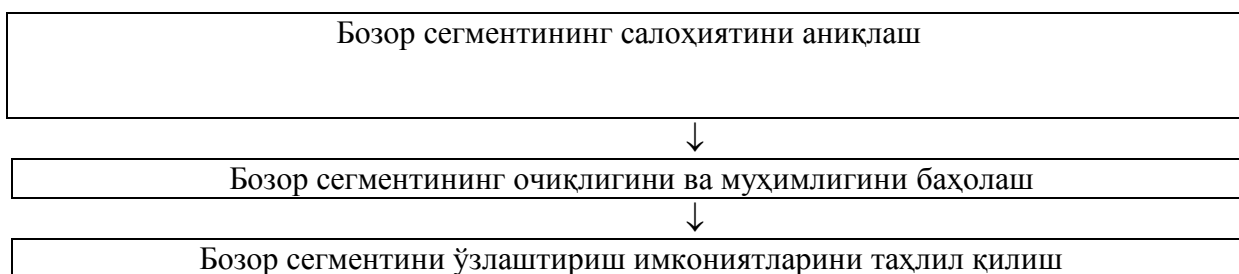 Бозор сегментининг салоҳиятини аниқлаш
↓
Бозор сегментининг очиқлигини ва муҳимлигини баҳолаш
↓
Бозор сегментини ўзлаштириш имкониятларини таҳлил қилиш